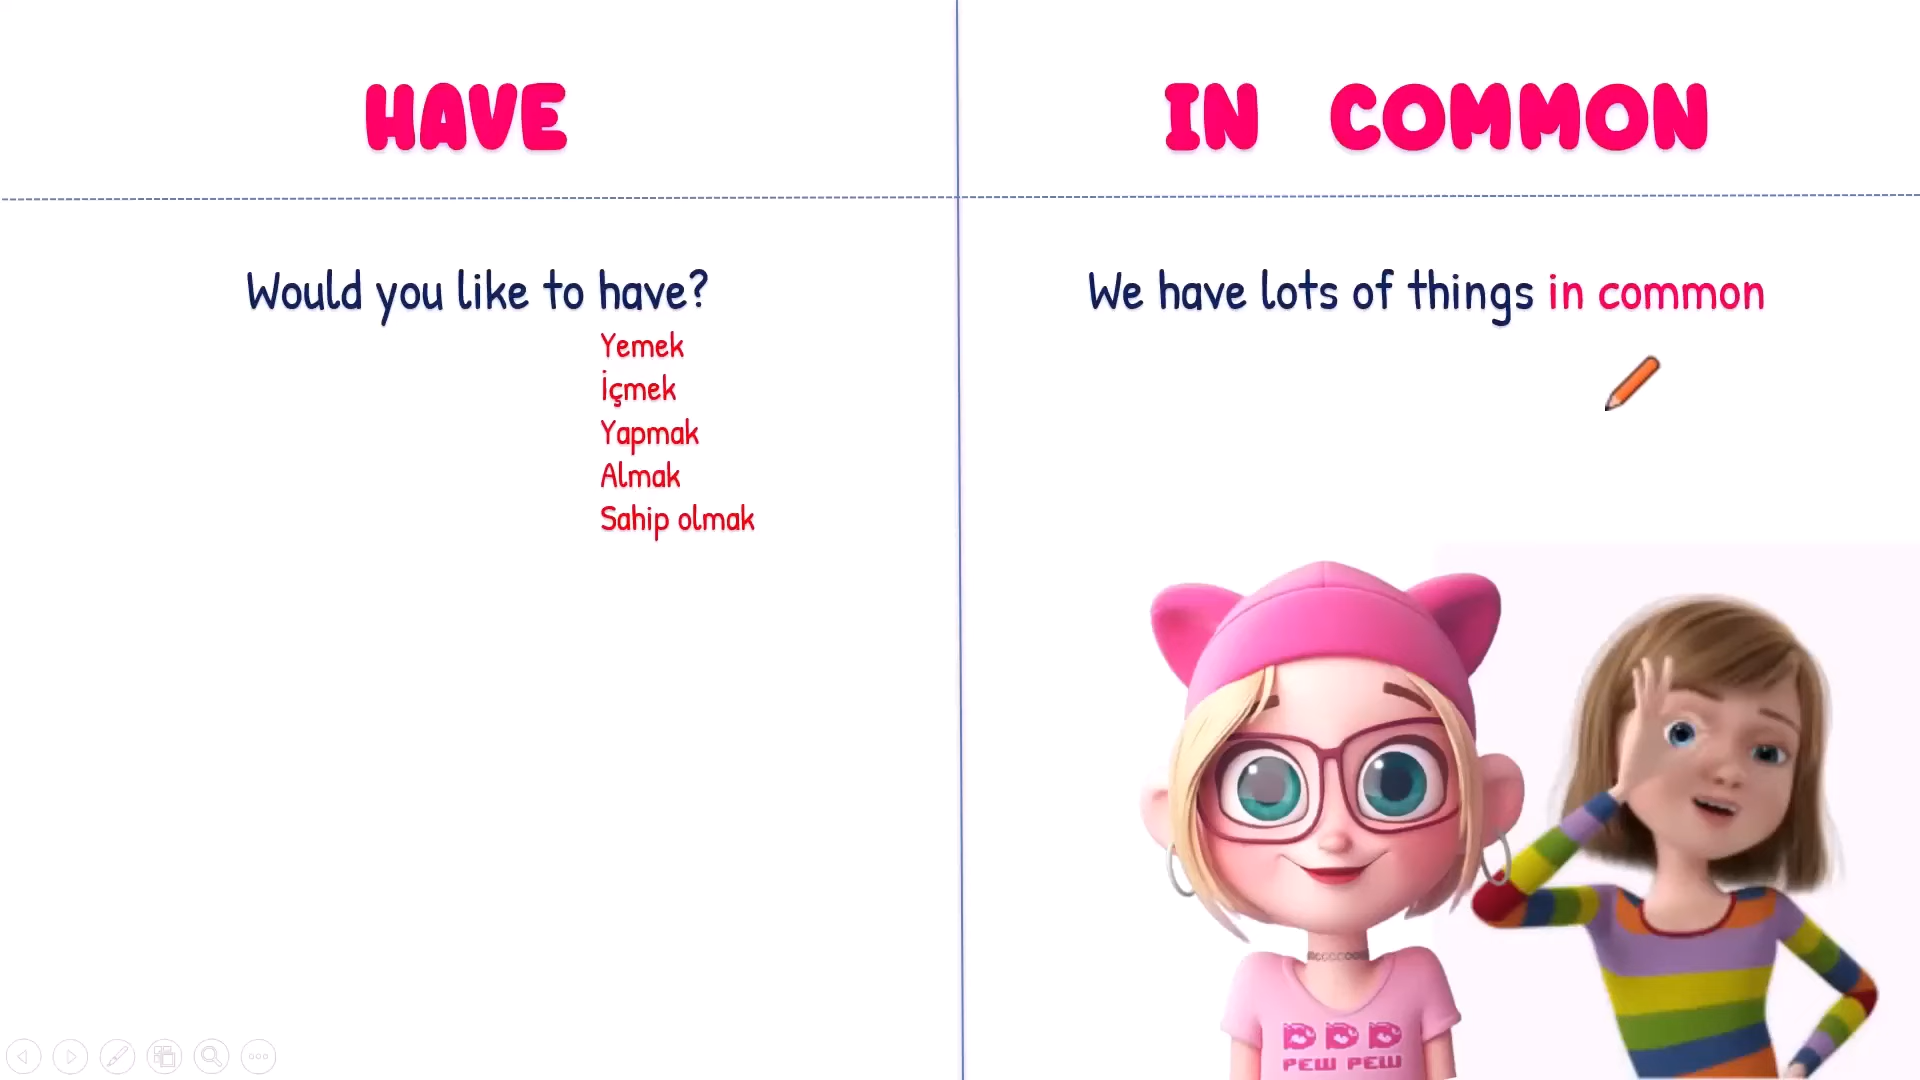 HAVE
Would you like to have?
Yemek
İçmek
Yapmak
Almak
Sahip olmak
IN COMMON
We have lots of things in common
PEW PEW